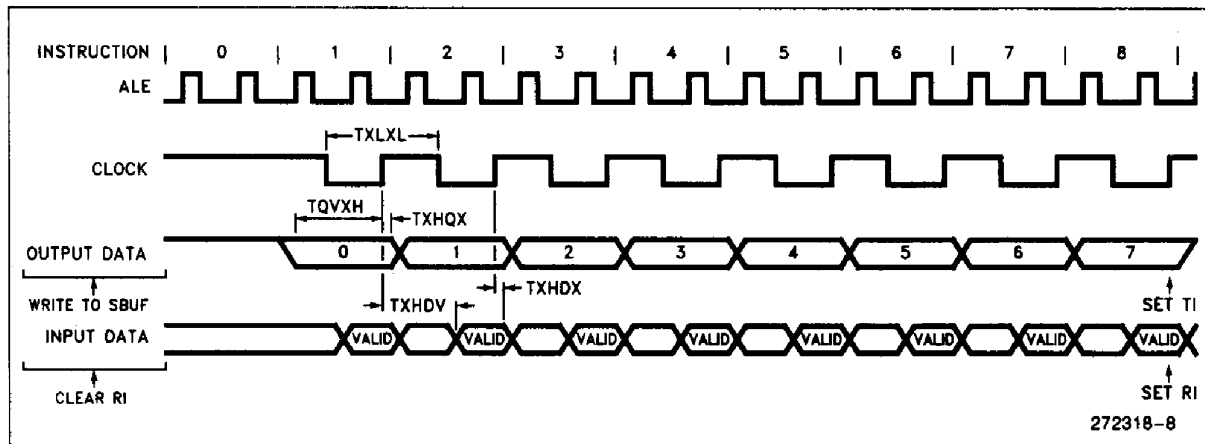 INSTRUCTION | 0 | 1 | 2 | 3 | 4 | 5 | 6 | 7 | 8 |
ALE
TXLXL
CLOCK
TQVXH TXHQX
OUTPUT DATA 0 1 2 3 4 5 6 7
WRITE TO SBUF TXHDV TXHDX SET TI
INPUT DATA VALID VALID VALID VALID VALID VALID VALID VALID
CLEAR RI SET RI
272318-8